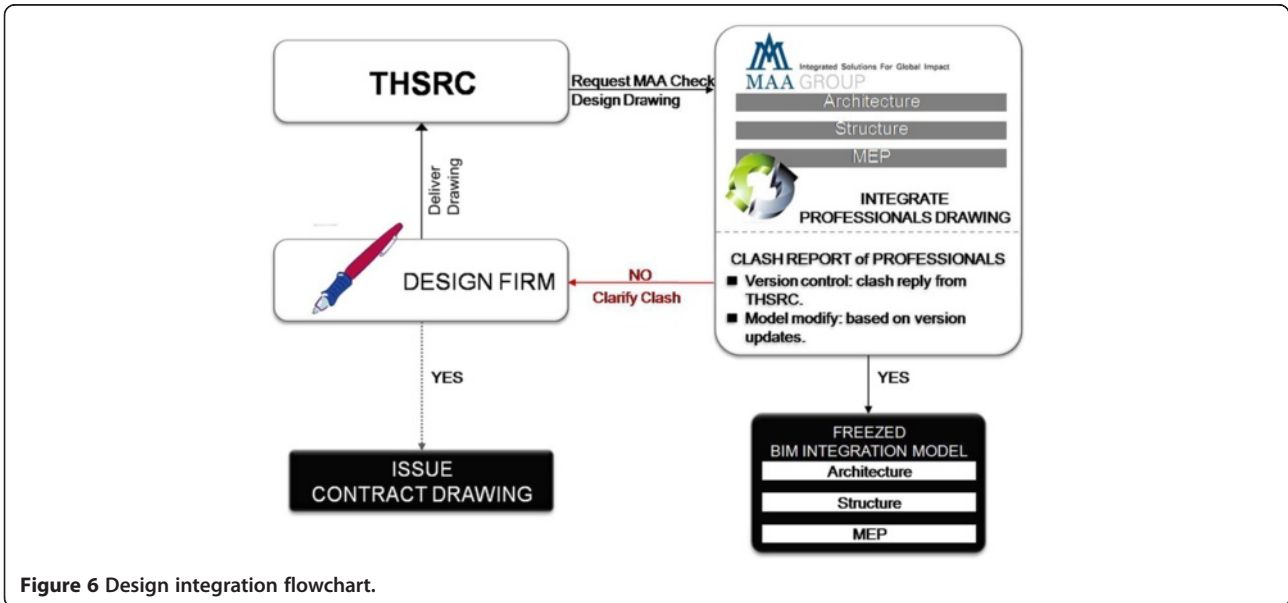 THSRC
Request MAA Check
Design Drawing
Integrated Solutions For Global Impact
MAA GROUP
Architecture
Structure
MEP
INTEGRATE
PROFESSIONALS DRAWING
Deliver
Drawing
DESIGN FIRM
NO
Clarify Clash
CLASH REPORT of PROFESSIONALS
■ Version control: clash reply from
THSRC.
■ Model modify: based on version
updates.
YES
YES
ISSUE
CONTRACT DRAWING
FREEZED
BIM INTEGRATION MODEL
Architecture
Structure
MEP
Figure 6 Design integration flowchart.